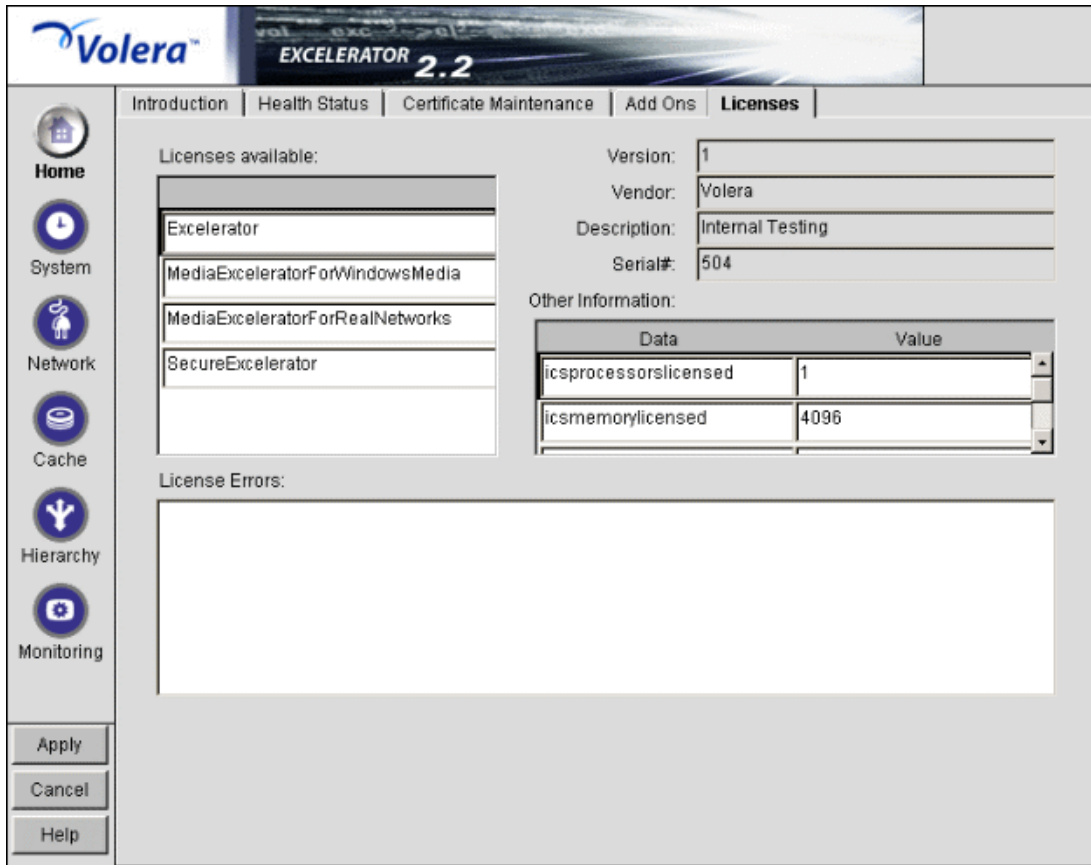 Volera™
EXCELERATOR 2.2
Introduction
Health Status
Certificate Maintenance
Add Ons
Licenses
Home
System
Network
Cache
Hierarchy
Monitoring
Apply
Cancel
Help
Licenses available:
Excelerator
MediaExceleratorForWindowsMedia
MediaExceleratorForRealNetworks
SecureExcelerator
Version: 1
Vendor: Volera
Description: Internal Testing
Serial#: 504
Other Information:
Data Value
icsprocessorslicensed 1
icsmemorylicensed 4096
License Errors: